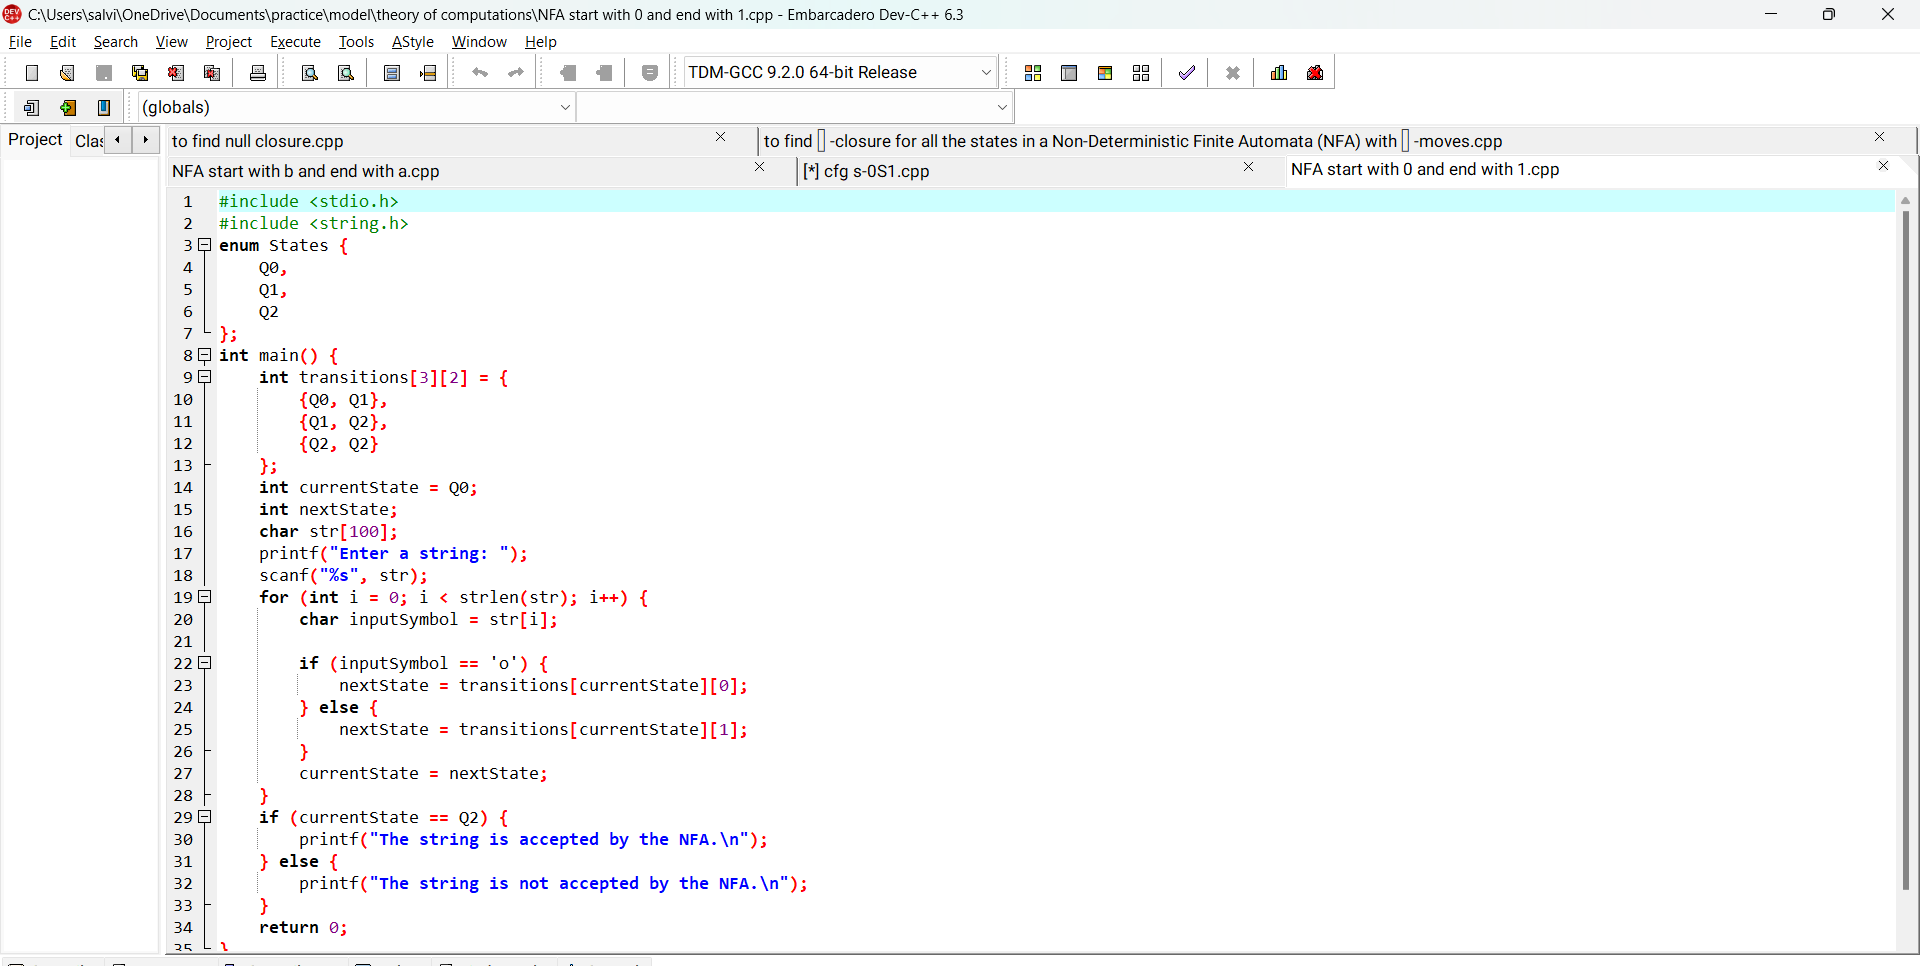 C:\Users\salvi\OneDrive\Documents\practice\model\theory of computations\NFA start with 0 and end with 1.cpp - Embarcadero Dev-C++ 6.3
File Edit Search View Project Execute Tools AStyle Window Help
TDM-GCC 9.2.0 64-bit Release
(globals)
Project Clas
to find null closure.cpp
to find -closure for all the states in a Non-Deterministic Finite Automata (NFA) with -moves.cpp
NFA start with b and end with a.cpp
[*] cfg s-0S1.cpp
NFA start with 0 and end with 1.cpp
1 #include <stdio.h>
2 #include <string.h>
3 enum States {
4 Q0,
5 Q1,
6 Q2
7 };
8 int main() {
9 int transitions[3][2] = {
10 {Q0, Q1},
11 {Q1, Q2},
12 {Q2, Q2}
13 };
14 int currentState = Q0;
15 int nextState;
16 char str[100];
17 printf("Enter a string: ");
18 scanf("%s", str);
19 for (int i = 0; i < strlen(str); i++) {
20 char inputSymbol = str[i];
21
22 if (inputSymbol == 'o') {
23 nextState = transitions[currentState][0];
24 } else {
25 nextState = transitions[currentState][1];
26 }
27 currentState = nextState;
28 }
29 if (currentState == Q2) {
30 printf("The string is accepted by the NFA.\n");
31 } else {
32 printf("The string is not accepted by the NFA.\n");
33 }
34 return 0;
35 }